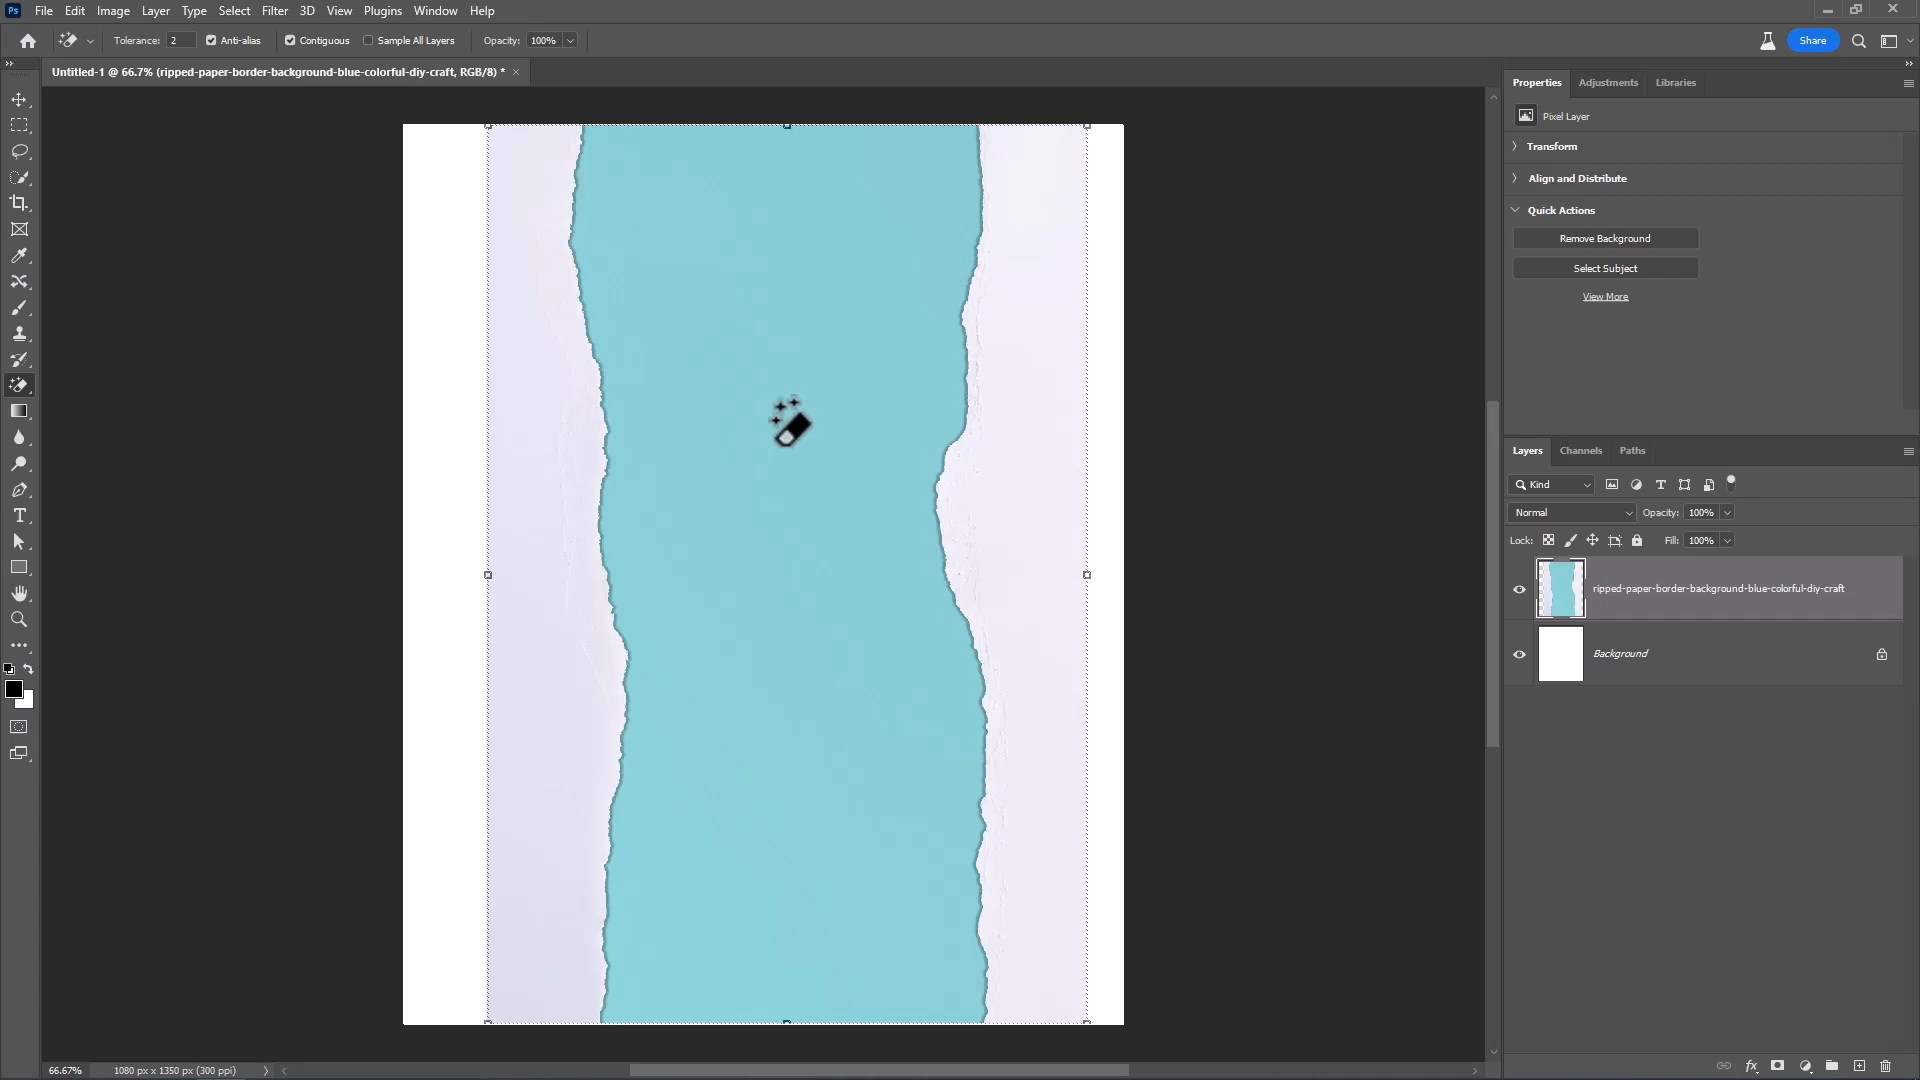 Ps File Edit Image Layer Type Select Filter 3D View Plugins Window Help
Tolerance: 2 Anti-alias Contiguous Sample All Layers Opacity: 100% Share
Untitled-1 @ 66.7% (ripped-paper-border-background-blue-colorful-diy-craft, RGB/8) *
Properties Adjustments Libraries
Pixel Layer
Transform
Align and Distribute
Quick Actions
Remove Background
Select Subject
View More
Layers Channels Paths
Kind
Normal Opacity: 100%
Lock: Fill: 100%
ripped-paper-border-background-blue-colorful-diy-craft
Background
66.67% 1080 px x 1350 px (300 ppi)